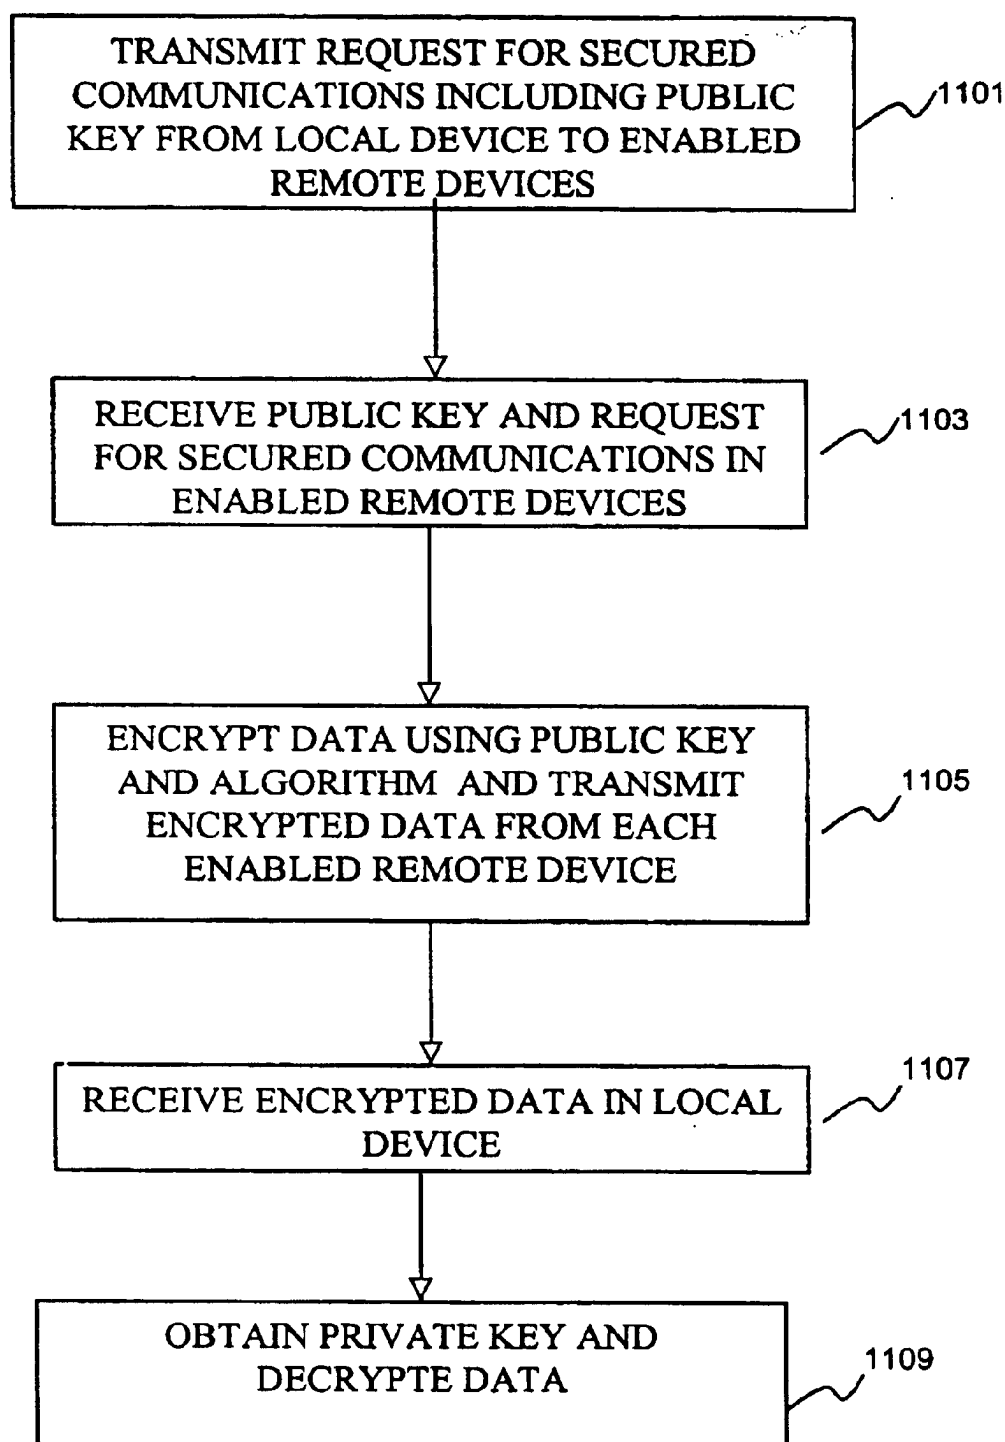 TRANSMIT REQUEST FOR SECURED
COMMUNICATIONS INCLUDING PUBLIC
KEY FROM LOCAL DEVICE TO ENABLED
REMOTE DEVICES
1101
RECEIVE PUBLIC KEY AND REQUEST
FOR SECURED COMMUNICATIONS IN
ENABLED REMOTE DEVICES
1103
ENCRYPT DATA USING PUBLIC KEY
AND ALGORITHM AND TRANSMIT
ENCRYPTED DATA FROM EACH
ENABLED REMOTE DEVICE
1105
RECEIVE ENCRYPTED DATA IN LOCAL
DEVICE
1107
OBTAIN PRIVATE KEY AND
DECRYPTE DATA
1109